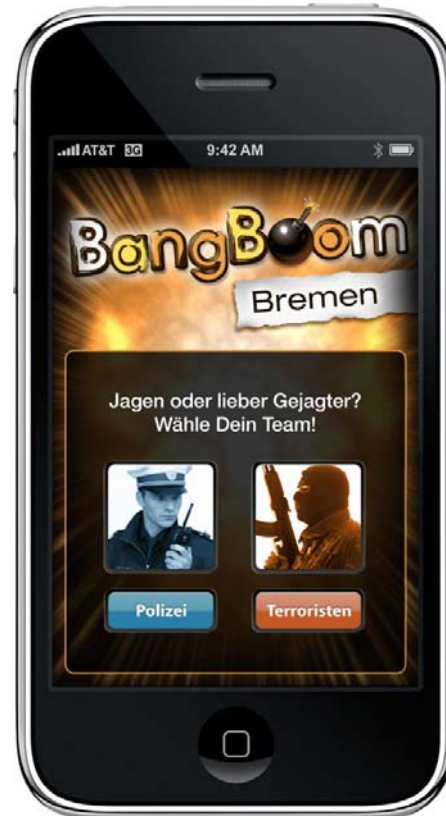 AT&T 3G 9:42 AM
BangBoom
Bremen
Jagen oder lieber Gejagter?
Wähle Dein Team!
Polizei
Terroristen